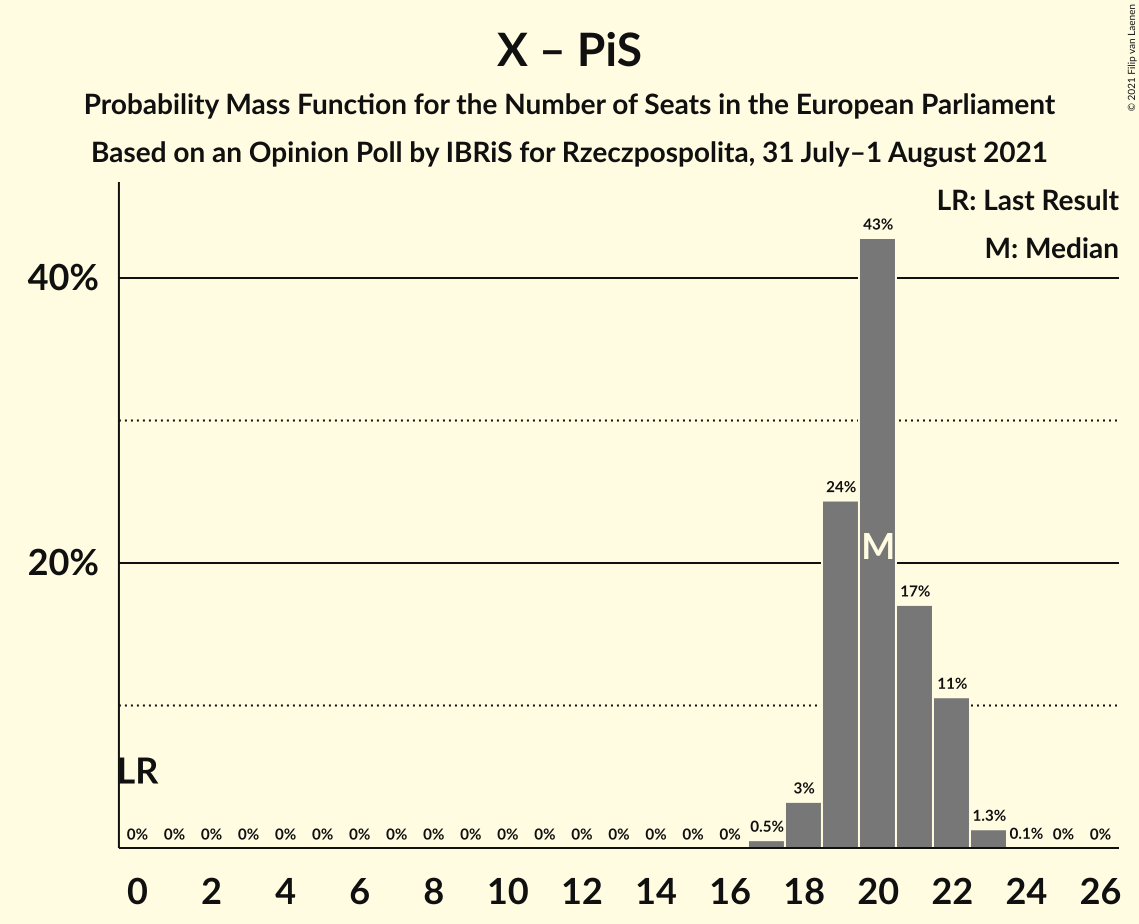 X – PiS
Probability Mass Function for the Number of Seats in the European Parliament
Based on an Opinion Poll by IBRiS for Rzeczpospolita, 31 July–1 August 2021
© 2021 Filip van Laenen
LR: Last Result
M: Median
43%
40%
24%
M
20%
17%
11%
LR
3%
1.3%
0.5%
0% 0% 0% 0% 0% 0% 0% 0% 0% 0% 0% 0% 0% 0% 0% 0% 0% 0.1% 0% 0%
0 2 4 6 8 10 12 14 16 18 20 22 24 26